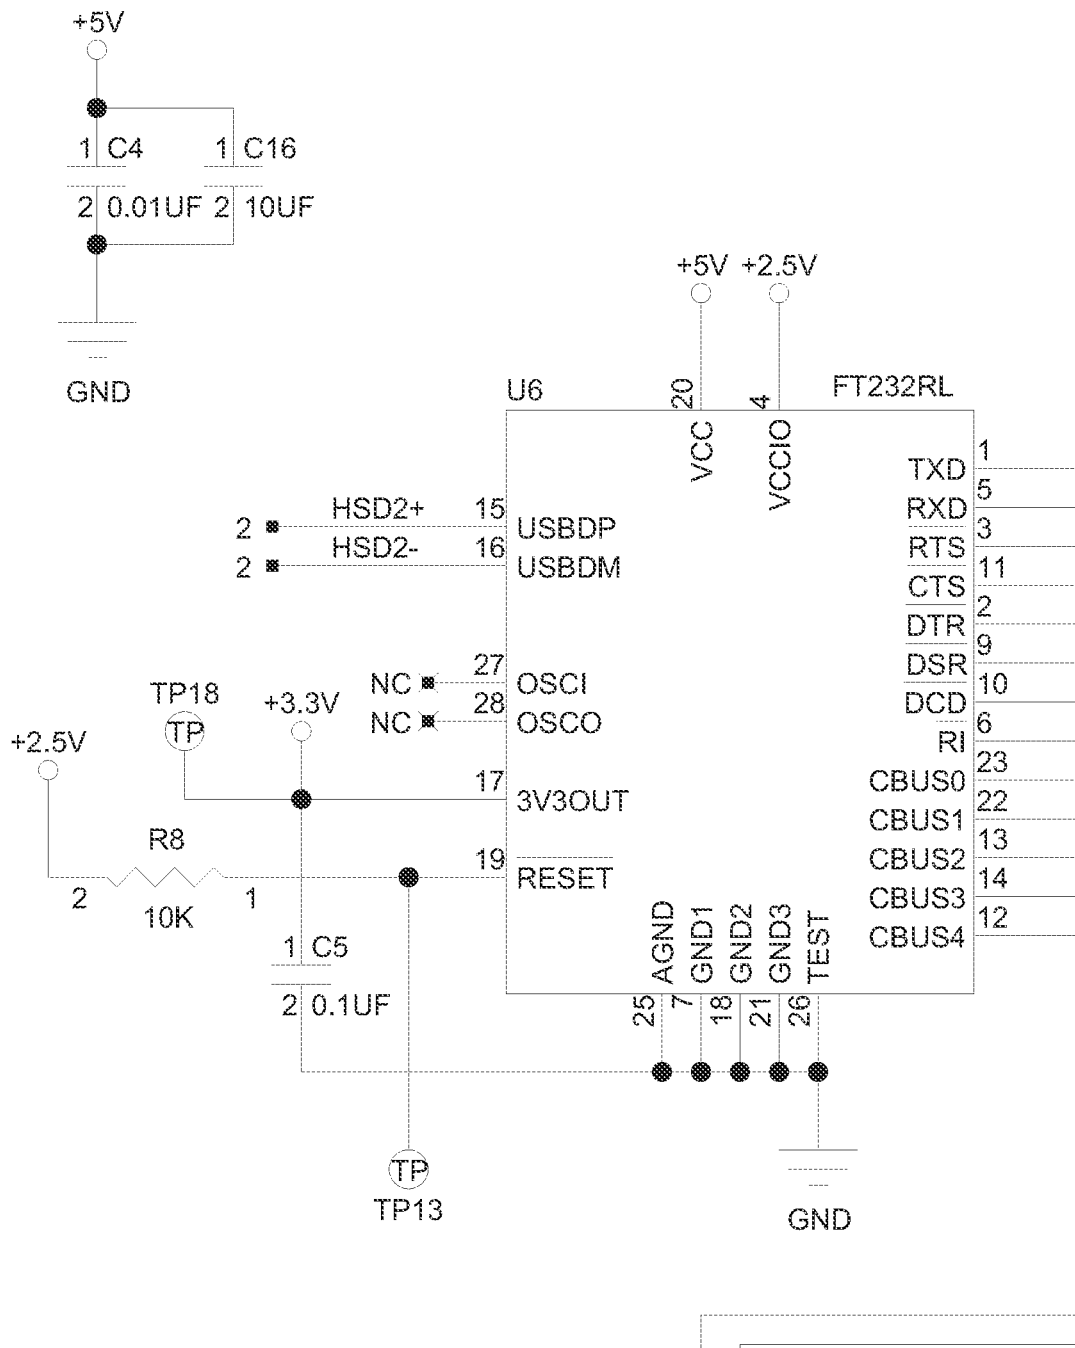 +5V
1 C4
1 C16
2 0.01UF
2 10UF
GND
+5V +2.5V
U6
20
4
FT232RL
VCC
VCCIO
TXD 1
RXD 5
RTS 3
CTS 11
DTR 2
DSR 9
DCD 10
RI 6
CBUS0 23
CBUS1 22
CBUS2 13
CBUS3 14
CBUS4 12
2 HSD2+ 15 USBDP
2 HSD2- 16 USBDM
NC 27 OSCI
NC 28 OSCO
TP18
TP
+3.3V
+2.5V
17 3V3OUT
R8
19 RESET
2 1
10K
1 C5
2 0.1UF
AGND
GND1
GND2
GND3
TEST
25
7
18
21
26
TP
TP13
GND